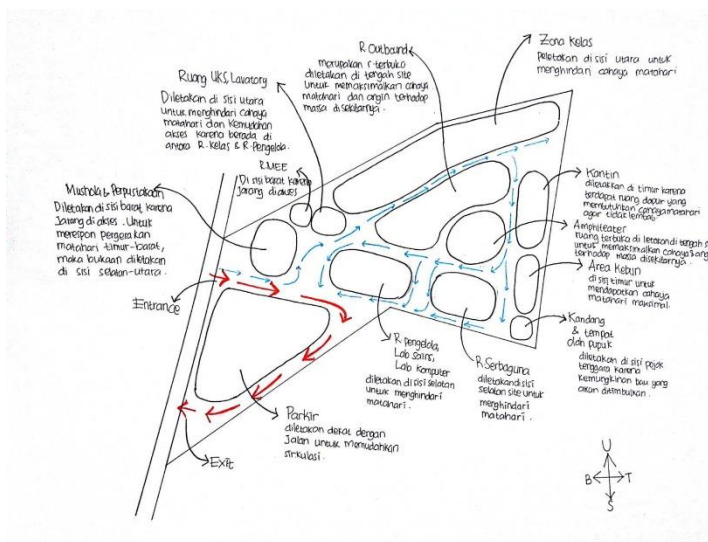 Zona Kelas
peletakan di sisi utara untuk
menghindari cahaya matahari
R Outbound
merupakan r. terbuka
diletakan di tengah site
untuk memaksimalkan cahaya
matahari dan angin terhadap
massa disekitarnya.
Ruang UKS, Lavatory
Diletakan di sisi utara
untuk menghindari cahaya
matahari dan kemudahan
akses karena berada di
antara R. Kelas & R. Pengelola.
R. MEE
Di sisi barat karena
jarang di akses
Mushola & Perpustakaan
Diletakan di sisi barat karena
Jarang di akses. Untuk
merespon pergerakan
matahari timur-barat,
maka bukaan diletakan
di sisi selatan-utara.
Kantin
diletakkan di timur karena
terdapat ruang dapur yang
membutuhkan cahaya matahari
agar tidak lembab
Amphiteater
ruang terbuka di letakan di tengah s
untuk memaksimalkan cahaya
terhadap massa disekitarnya.
Area Kebun
di sisi timur untuk
mendapatkan cahaya
matahari maksimal.
Kandang
& tempat
olah pupuk
diletakan di sisi pojok
tenggara karena
kemungkinan bau yang
akan ditimbulkan.
Entrance
R. pengelola,
Lab Sains,
Lab Komputer
diletakan di sisi selatan
untuk menghindari
matahari.
R. Serbaguna
diletakan di sisi
selatan site untuk
menghindari
matahari.
Parkir
diletakan dekat dengan
Jalan untuk memudahkan
sirkulasi.
Exit
U
B
T
S